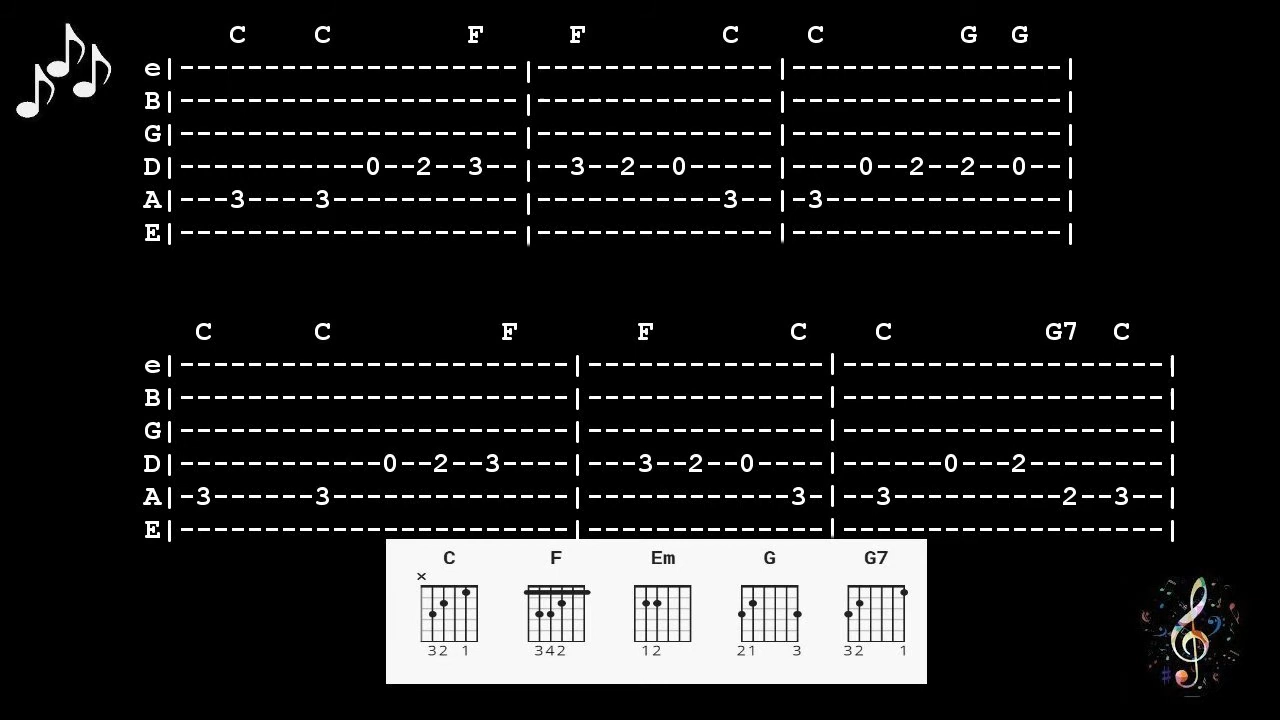 C C F F C C G G
e|--------------------|--------------|----------------|
B|--------------------|--------------|----------------|
G|--------------------|--------------|----------------|
D|-----------0--2--3--|--3--2--0-----|----0--2--2--0--|
A|---3----3-----------|-----------3--|-3--------------|
E|--------------------|--------------|----------------|
C C F F C C G7 C
e|-----------------------|--------------|-------------------|
B|-----------------------|--------------|-------------------|
G|-----------------------|--------------|-------------------|
D|------------0--2--3----|---3--2--0----|------0---2--------|
A|-3------3--------------|------------3-|--3----------2--3--|
E|-----------------------|--------------|-------------------|
C F Em G G7
x
32 1 342 12 21 3 32 1